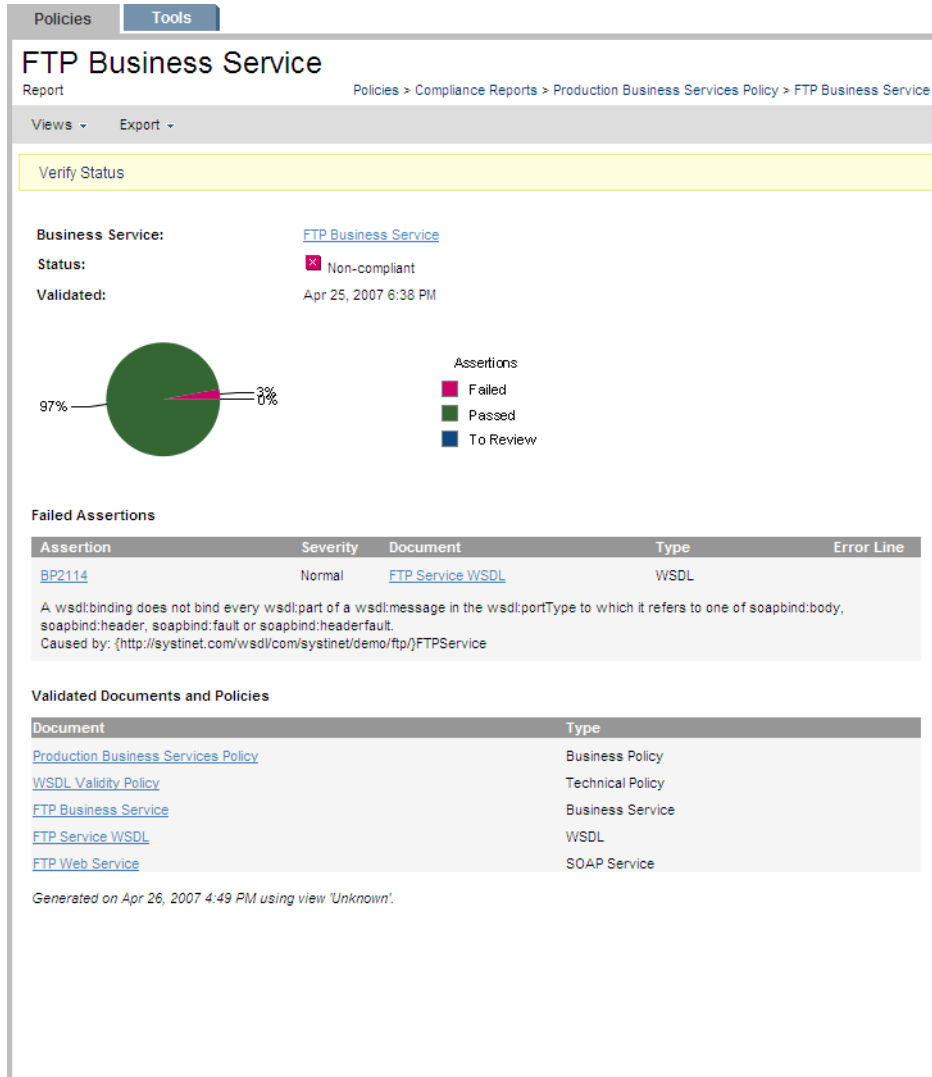 Policies Tools
FTP Business Service
Report Policies > Compliance Reports > Production Business Services Policy > FTP Business Service
Views Export
Verify Status
Business Service: FTP Business Service
Status: Non-compliant
Validated: Apr 25, 2007 6:38 PM
Assertions
97% 3% Failed
0% Passed
To Review
Failed Assertions
Assertion Severity Document Type Error Line
BP2114 Normal FTP Service WSDL WSDL
A wsdl:binding does not bind every wsdl:part of a wsdl:message in the wsdl:portType to which it refers to one of soapbind:body,
soapbind:header, soapbind:fault or soapbind:headerfault.
Caused by: {http://systinet.com/wsdl/com/systinet/demo/ftp/}FTPService
Validated Documents and Policies
Document Type
Production Business Services Policy Business Policy
WSDL Validity Policy Technical Policy
FTP Business Service Business Service
FTP Service WSDL WSDL
FTP Web Service SOAP Service
Generated on Apr 26, 2007 4:49 PM using view 'Unknown'.